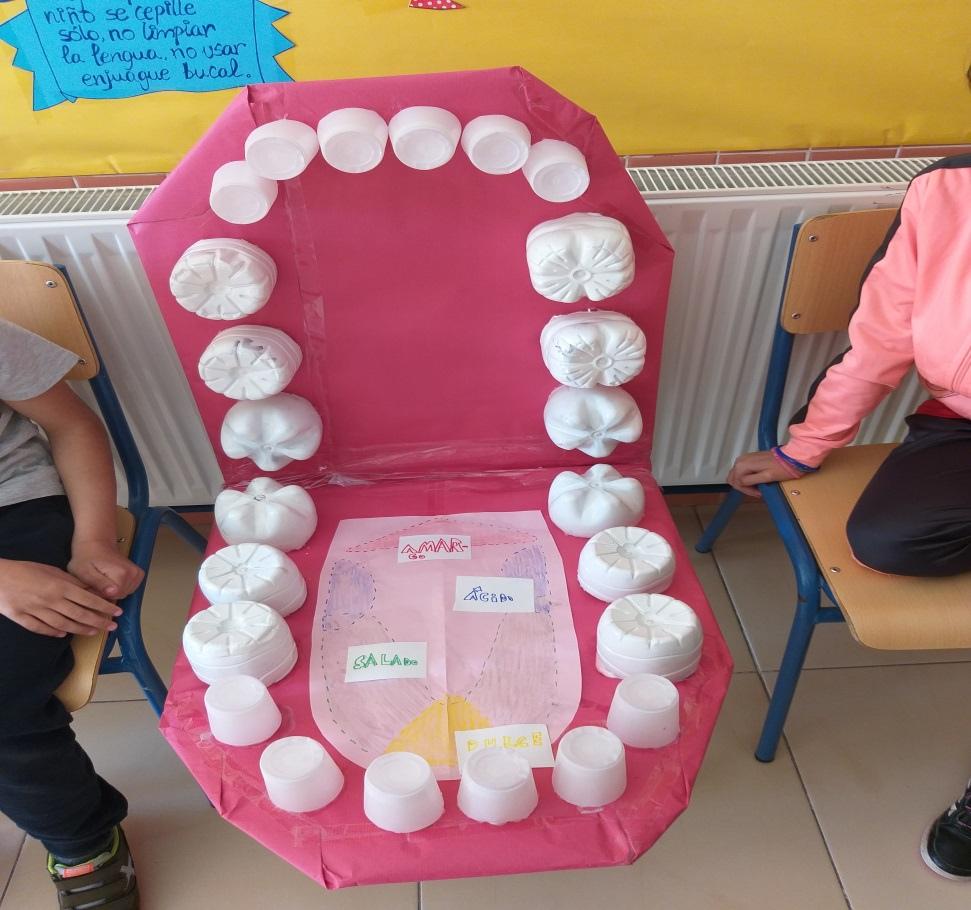 niño se cepille
sólo, no limpiar
la lengua, no usar
enjuague bucal.
AMAR-
GO
ÁCIDO
SALADO
DULCE